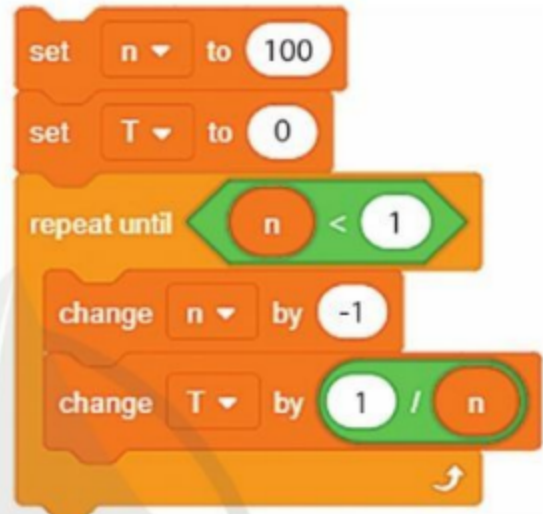 set n to 100
set T to 0
repeat until n < 1
change n by -1
change T by 1 / n